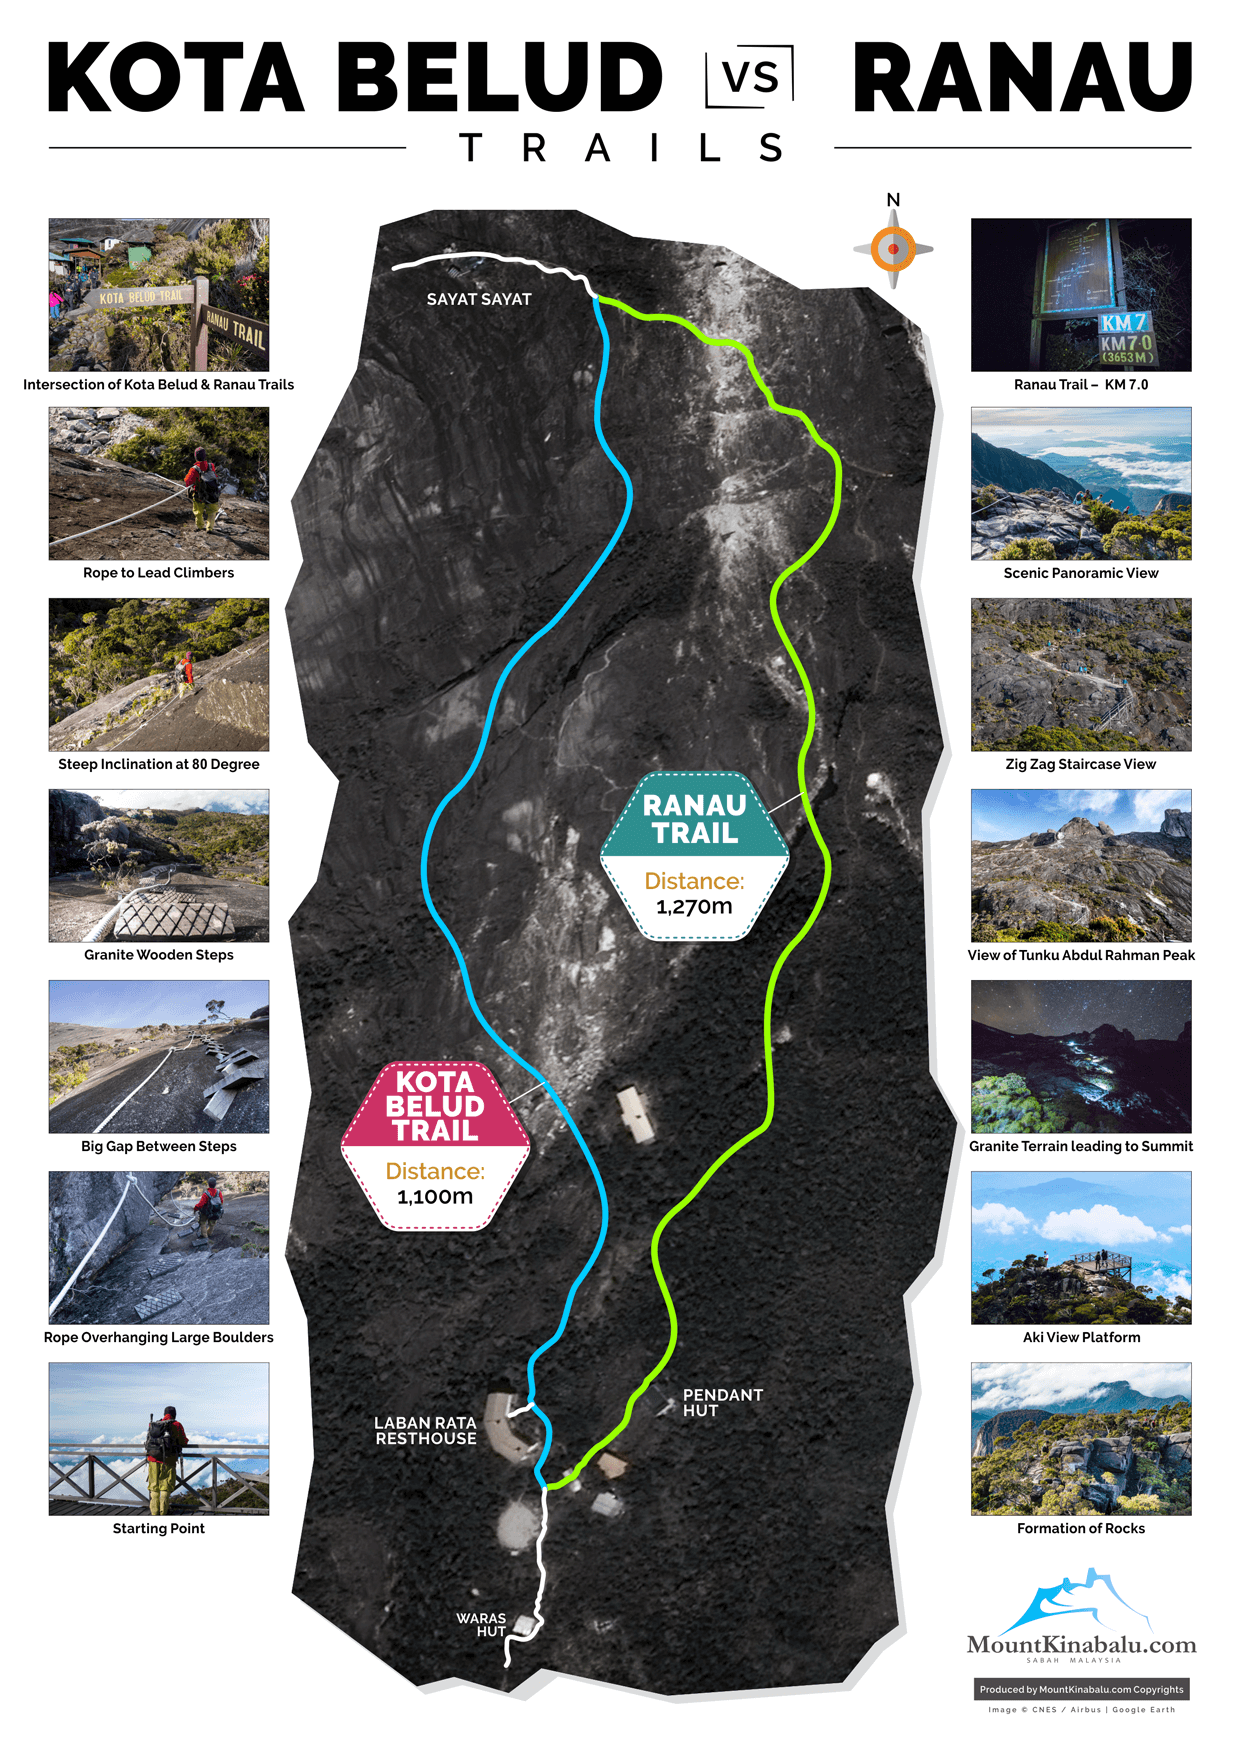 KOTA BELUD VS RANAU
TRAILS
N
KOTA BELUD TRAIL
RANAU TRAIL
Intersection of Kota Belud & Ranau Trails
Rope to Lead Climbers
Steep Inclination at 80 Degree
Granite Wooden Steps
Big Gap Between Steps
Rope Overhanging Large Boulders
Starting Point
SAYAT SAYAT
RANAU
TRAIL
Distance:
1,270m
KOTA
BELUD
TRAIL
Distance:
1,100m
PENDANT
HUT
LABAN RATA
RESTHOUSE
WARAS
HUT
KM 7
KM 7.0
(3653 M)
Ranau Trail – KM 7.0
Scenic Panoramic View
Zig Zag Staircase View
View of Tunku Abdul Rahman Peak
Granite Terrain leading to Summit
Aki View Platform
Formation of Rocks
MountKinabalu.com
SABAH MALAYSIA
Produced by MountKinabalu.com Copyrights
Image © CNES / Airbus | Google Earth